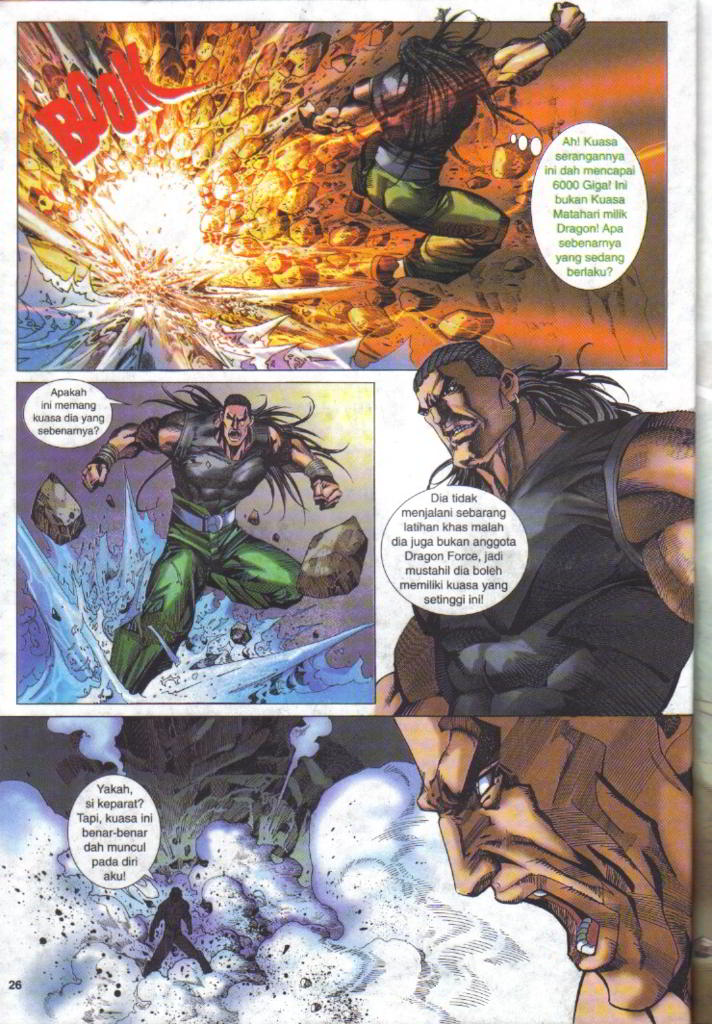 BOOM
Ah! Kuasa
serangannya
ini dah mencapai
6000 Giga! Ini
bukan Kuasa
Matahari milik
Dragon! Apa
sebenarnya
yang sedang
berlaku?
Apakah
ini memang
kuasa dia yang
sebenarnya?
Dia tidak
menjalani sebarang
latihan khas malah
dia juga bukan anggota
Dragon Force, jadi
mustahil dia boleh
memiliki kuasa yang
setinggi ini!
Yakah,
si keparat?
Tapi, kuasa ini
benar-benar
dah muncul
pada diri
aku!
26